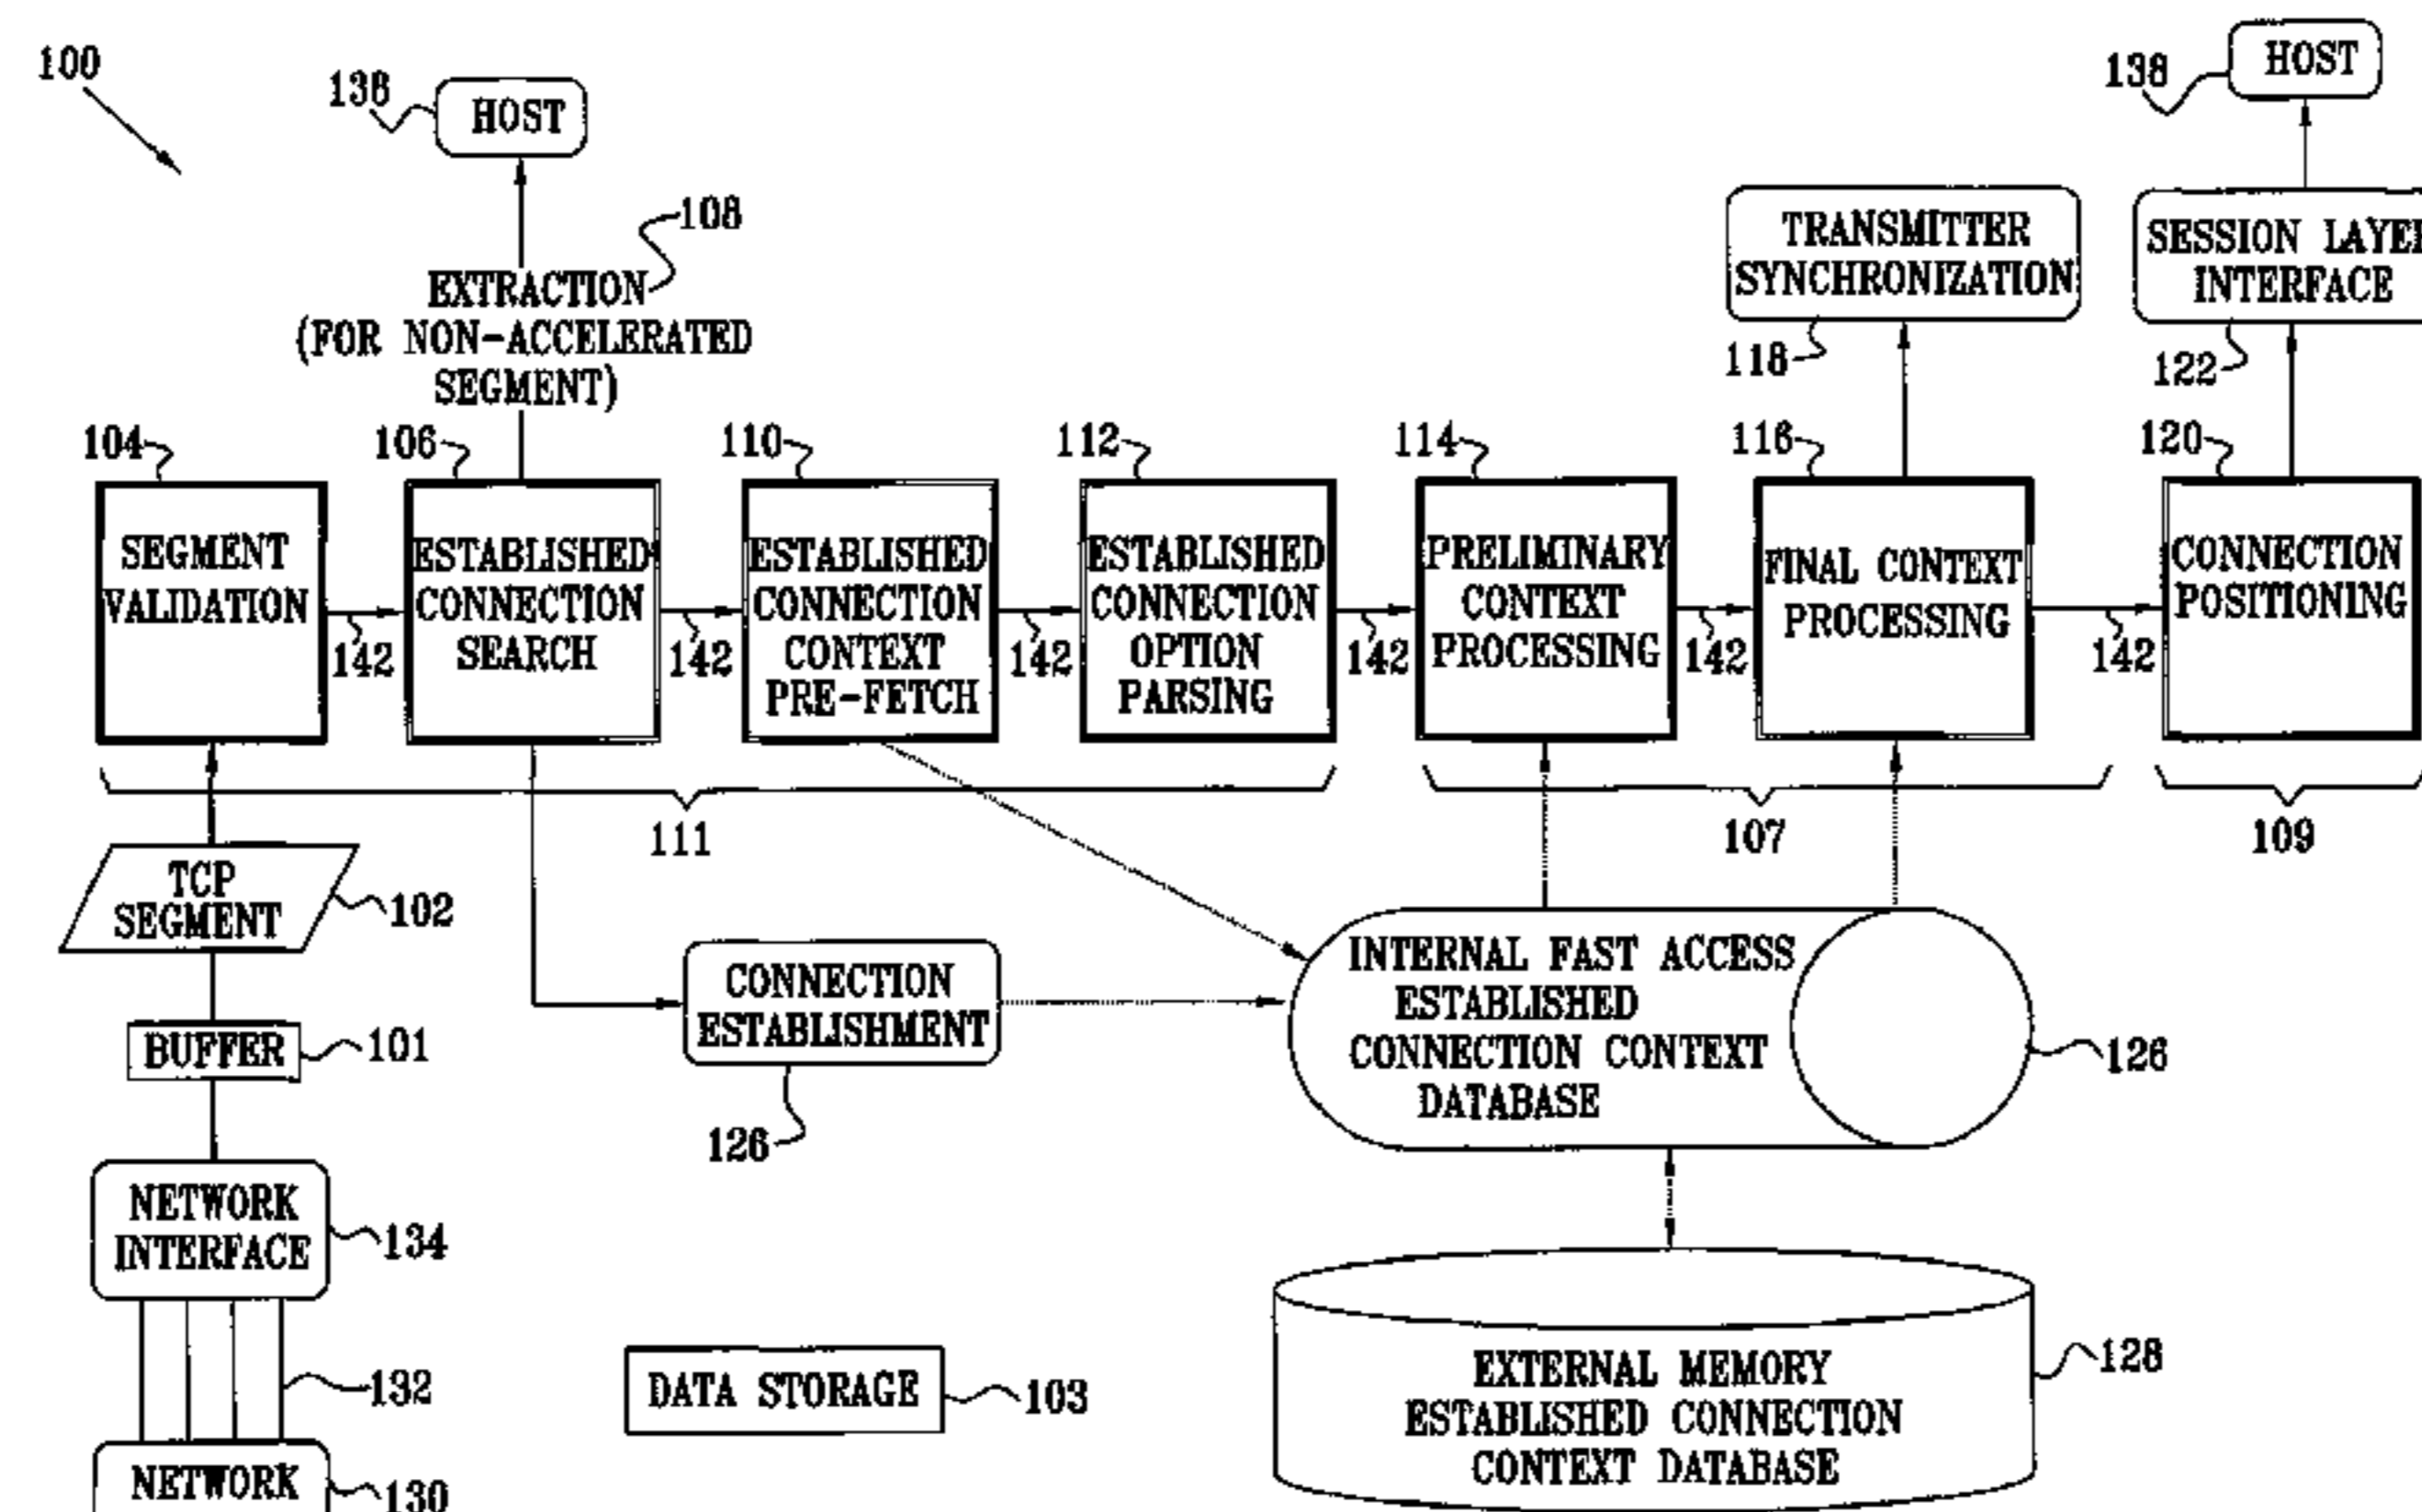 100
138
HOST
138
HOST
108
EXTRACTION
(FOR NON-ACCELERATED
SEGMENT)
TRANSMITTER
SYNCHRONIZATION
118
SESSION LAYE
INTERFACE
122
104
106
110
112
114
116
120
SEGMENT
VALIDATION
142
ESTABLISHED
CONNECTION
SEARCH
142
ESTABLISHED
CONNECTION
CONTEXT
PRE-FETCH
142
ESTABLISHED
CONNECTION
OPTION
PARSING
142
PRELIMINARY
CONTEXT
PROCESSING
142
FINAL CONTEXT
PROCESSING
142
CONNECTION
POSITIONING
111
107
109
TCP
SEGMENT
102
BUFFER
101
CONNECTION
ESTABLISHMENT
126
INTERNAL FAST ACCESS
ESTABLISHED
CONNECTION CONTEXT
DATABASE
126
NETWORK
INTERFACE
134
132
DATA STORAGE
103
EXTERNAL MEMORY
ESTABLISHED CONNECTION
CONTEXT DATABASE
128
NETWORK
130